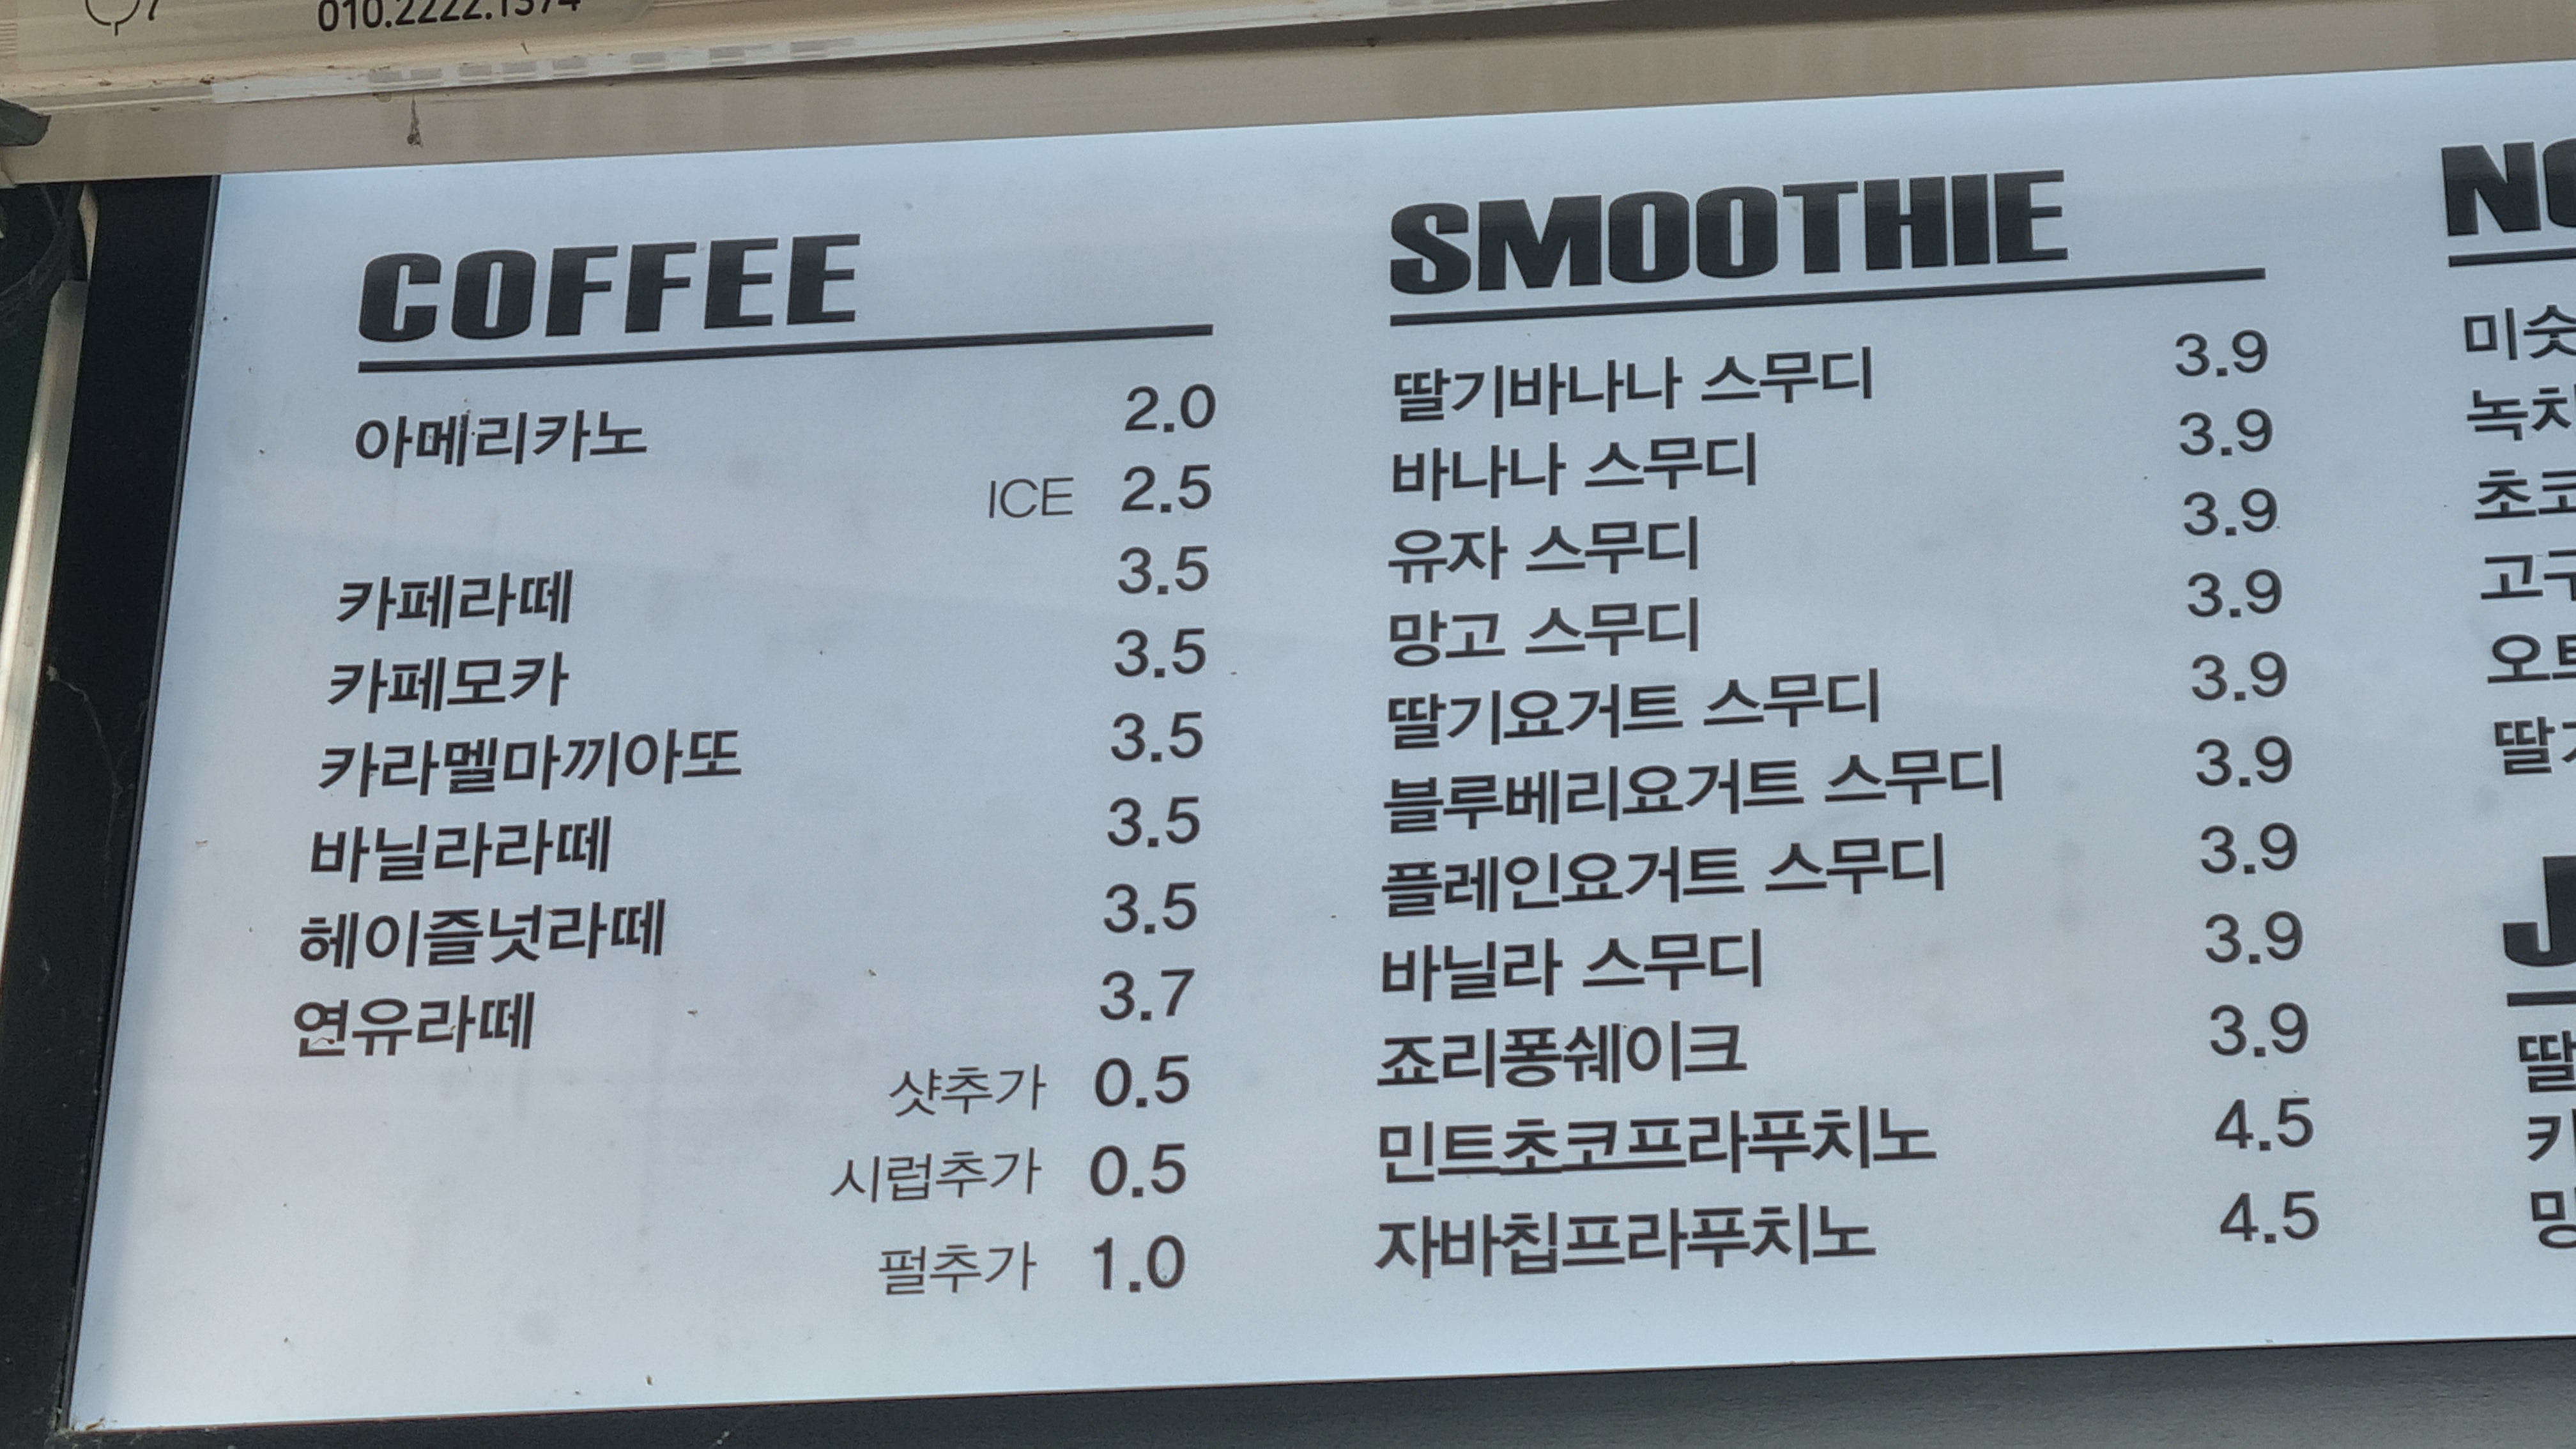 010.2222.1374
COFFEE
아메리카노 2.0
ICE 2.5
카페라떼 3.5
카페모카 3.5
카라멜마끼아또 3.5
바닐라라떼 3.5
헤이즐넛라떼 3.5
연유라떼 3.7
샷추가 0.5
시럽추가 0.5
펄추가 1.0
SMOOTHIE
딸기바나나 스무디 3.9
바나나 스무디 3.9
유자 스무디 3.9
망고 스무디 3.9
딸기요거트 스무디 3.9
블루베리요거트 스무디 3.9
플레인요거트 스무디 3.9
바닐라 스무디 3.9
죠리퐁쉐이크 3.9
민트초코프라푸치노 4.5
자바칩프라푸치노 4.5